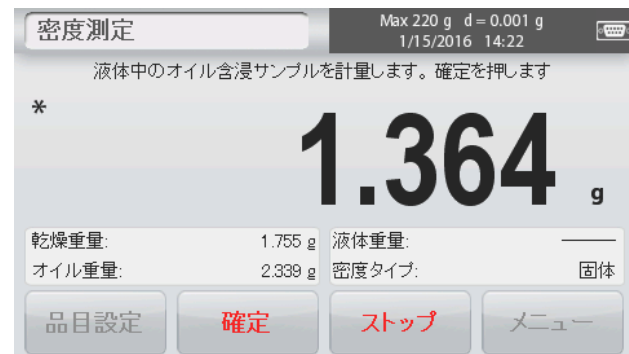 密度測定
Max 220 g d=0.001 g
1/15/2016 14:22
液体中のオイル含浸サンプルを計量します。確定を押します
*
1.364 g
乾燥重量: 1.755 g 液体重量: ———
オイル重量: 2.339 g 密度タイプ: 固体
品目設定 確定 ストップ メニュー